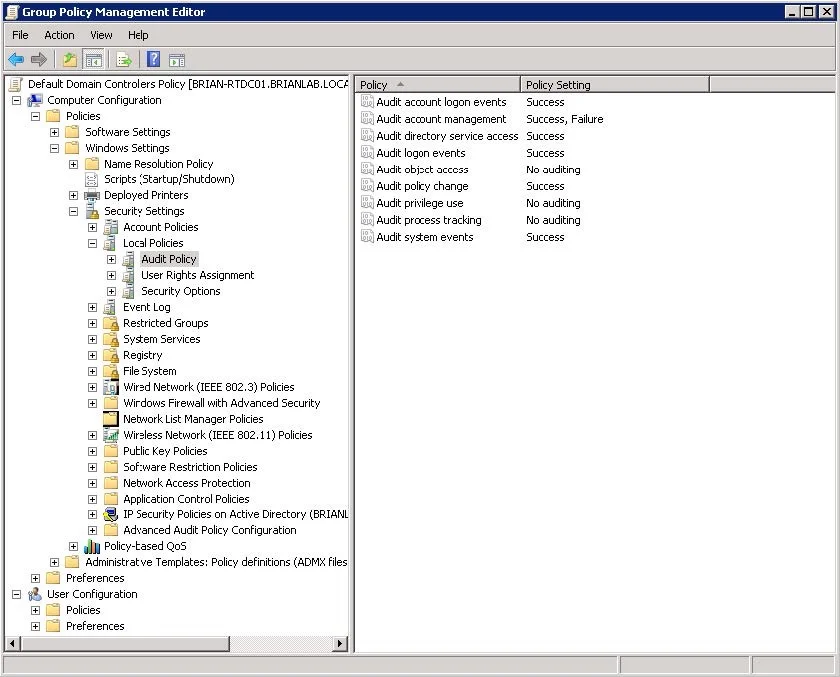 Group Policy Management Editor
File Action View Help
Default Domain Controlers Policy [BRIAN-RTDC01.BRIANLAB.LOCA
Computer Configuration
Policies
Software Settings
Windows Settings
Name Resolution Policy
Scripts (Startup/Shutdown)
Deployed Printers
Security Settings
Account Policies
Local Policies
Audit Policy
User Rights Assignment
Security Options
Event Log
Restricted Groups
System Services
Registry
File System
Wired Network (IEEE 802.3) Policies
Windows Firewall with Advanced Security
Network List Manager Policies
Wireless Network (IEEE 802.11) Policies
Public Key Policies
Software Restriction Policies
Network Access Protection
Application Control Policies
IP Security Policies on Active Directory (BRIANL
Advanced Audit Policy Configuration
Policy-based QoS
Administrative Templates: Policy definitions (ADMX files
Preferences
User Configuration
Policies
Preferences
Policy Policy Setting
Audit account logon events Success
Audit account management Success, Failure
Audit directory service access Success
Audit logon events Success
Audit object access No auditing
Audit policy change Success
Audit privilege use No auditing
Audit process tracking No auditing
Audit system events Success